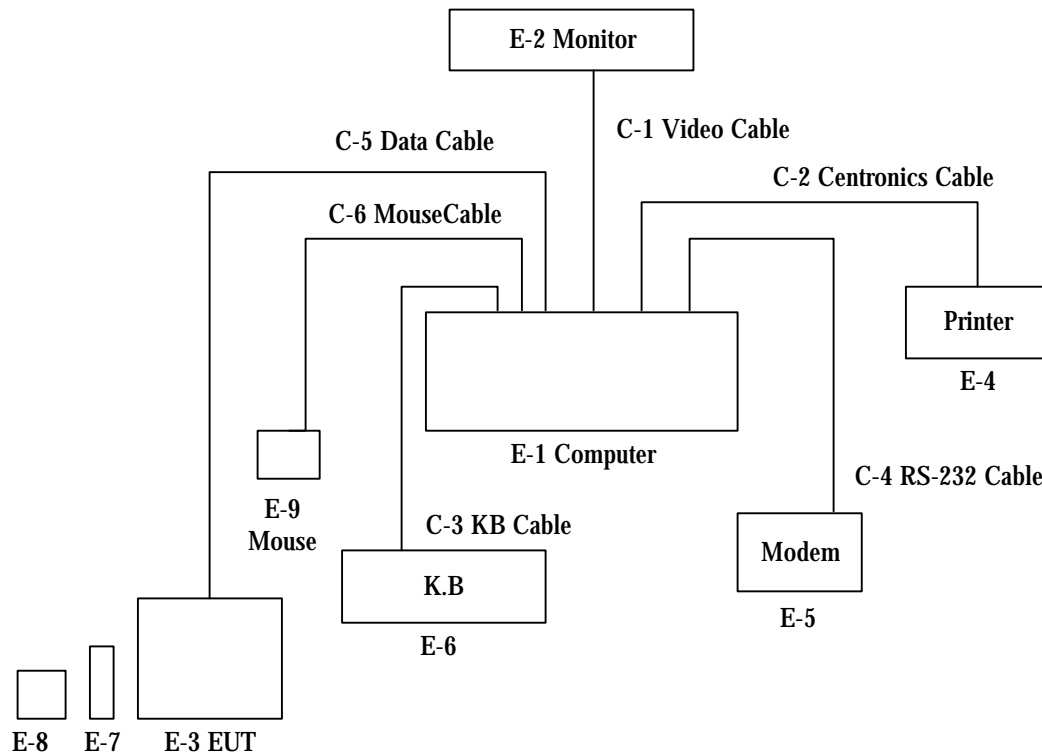 E-2 Monitor
C-1 Video Cable
C-5 Data Cable
C-2 Centronics Cable
C-6 MouseCable
Printer
E-4
E-1 Computer
C-4 RS-232 Cable
E-9
Mouse
C-3 KB Cable
Modem
K.B
E-5
E-6
E-8
E-7
E-3 EUT